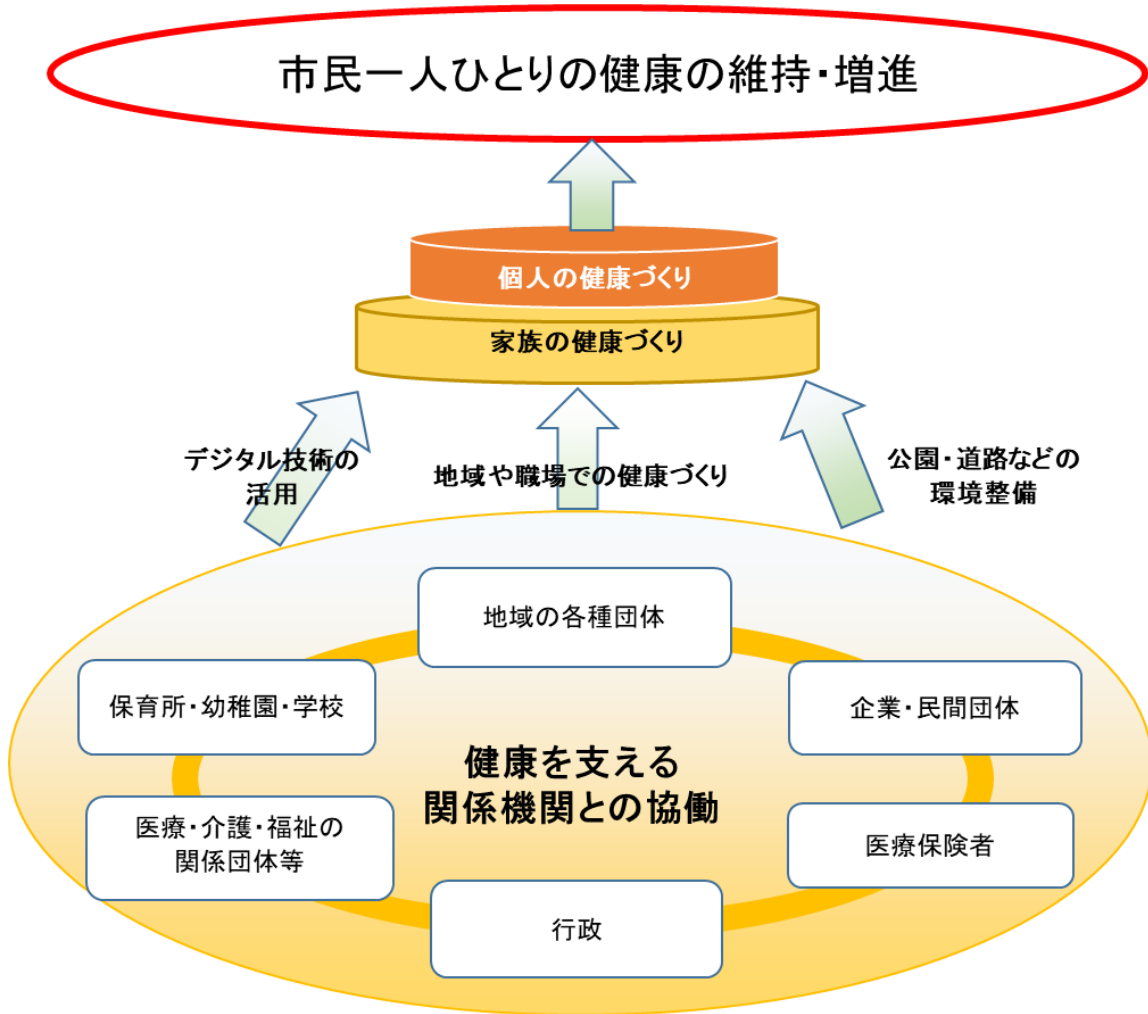 市民一人ひとりの健康の維持・増進
個人の健康づくり
家族の健康づくり
デジタル技術の
活用
地域や職場での健康づくり
公園・道路などの
環境整備
地域の各種団体
保育所・幼稚園・学校
企業・民間団体
健康を支える
関係機関との協働
医療・介護・福祉の
関係団体等
医療保険者
行政